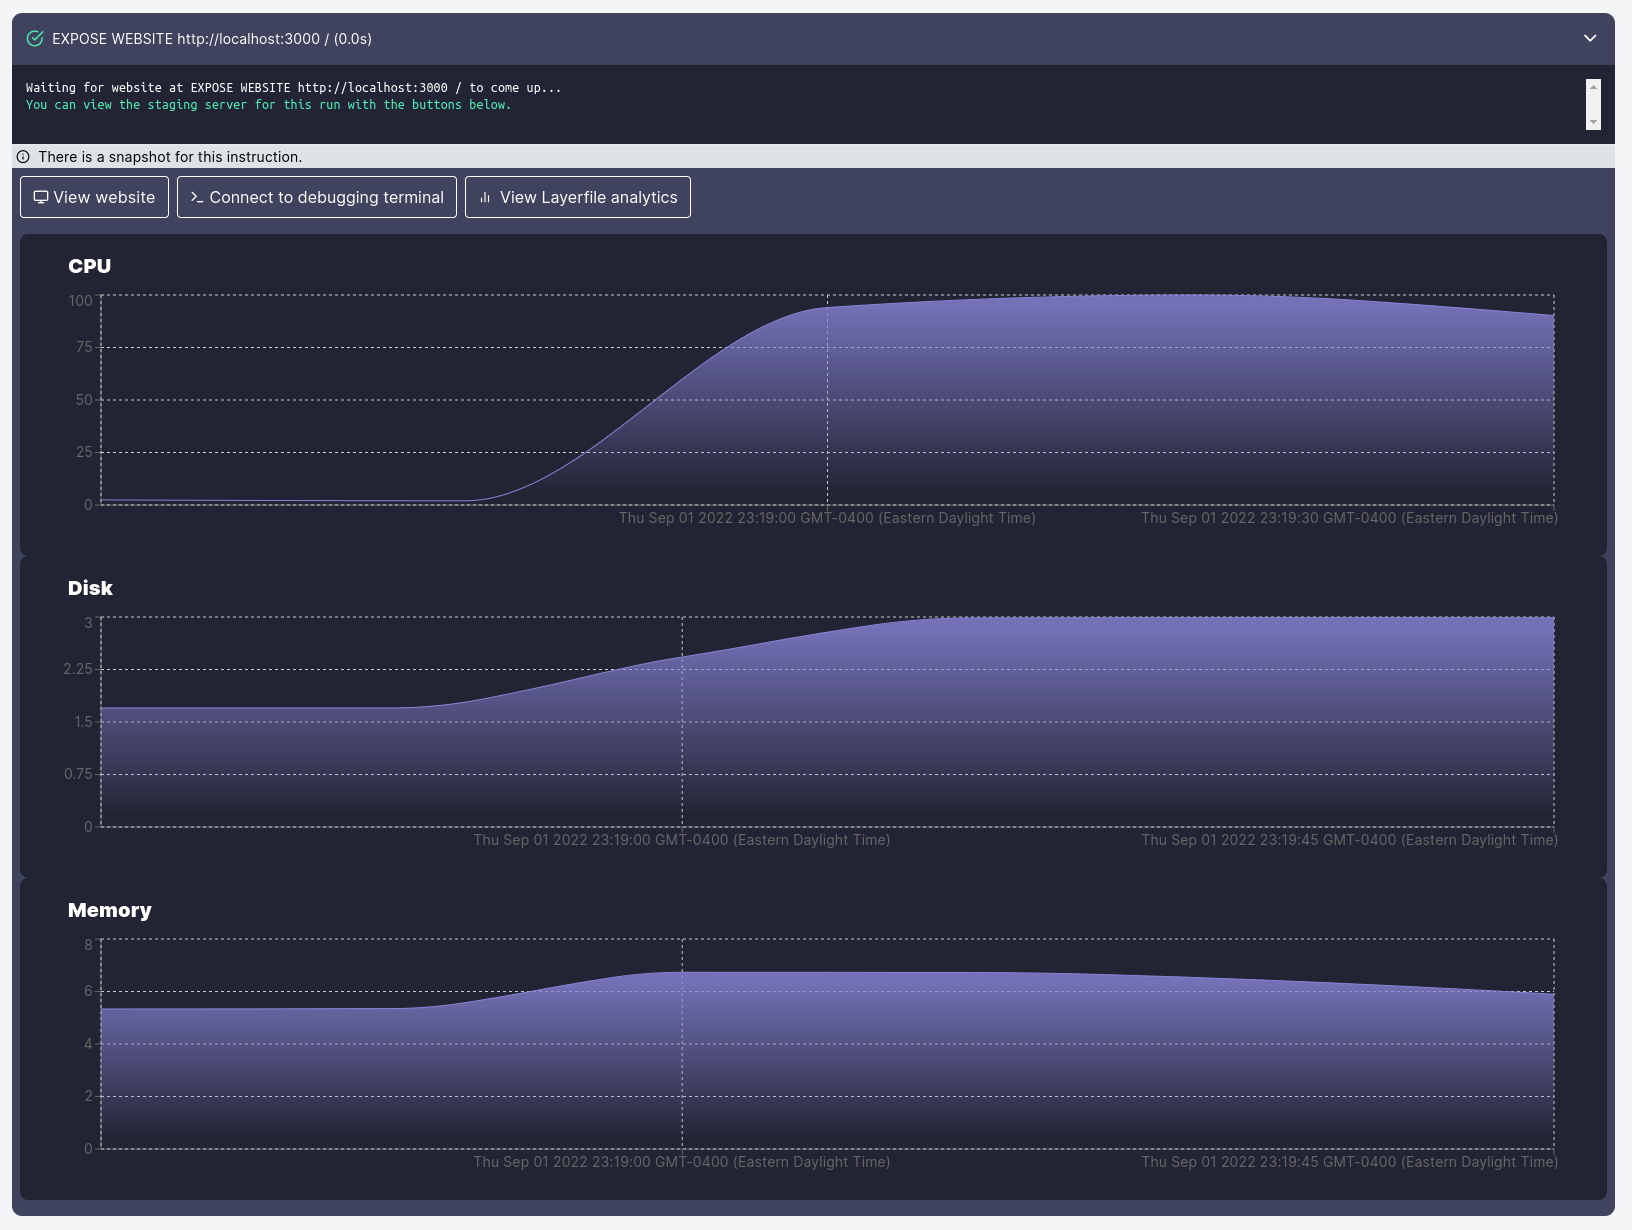 EXPOSE WEBSITE http://localhost:3000 / (0.0s)
Waiting for website at EXPOSE WEBSITE http://localhost:3000 / to come up...
You can view the staging server for this run with the buttons below.
There is a snapshot for this instruction.
View website
Connect to debugging terminal
View Layerfile analytics
CPU
100
75
50
25
0
Thu Sep 01 2022 23:19:00 GMT-0400 (Eastern Daylight Time)
Thu Sep 01 2022 23:19:30 GMT-0400 (Eastern Daylight Time)
Disk
3
2.25
1.5
0.75
0
Thu Sep 01 2022 23:19:00 GMT-0400 (Eastern Daylight Time)
Thu Sep 01 2022 23:19:45 GMT-0400 (Eastern Daylight Time)
Memory
8
6
4
2
0
Thu Sep 01 2022 23:19:00 GMT-0400 (Eastern Daylight Time)
Thu Sep 01 2022 23:19:45 GMT-0400 (Eastern Daylight Time)